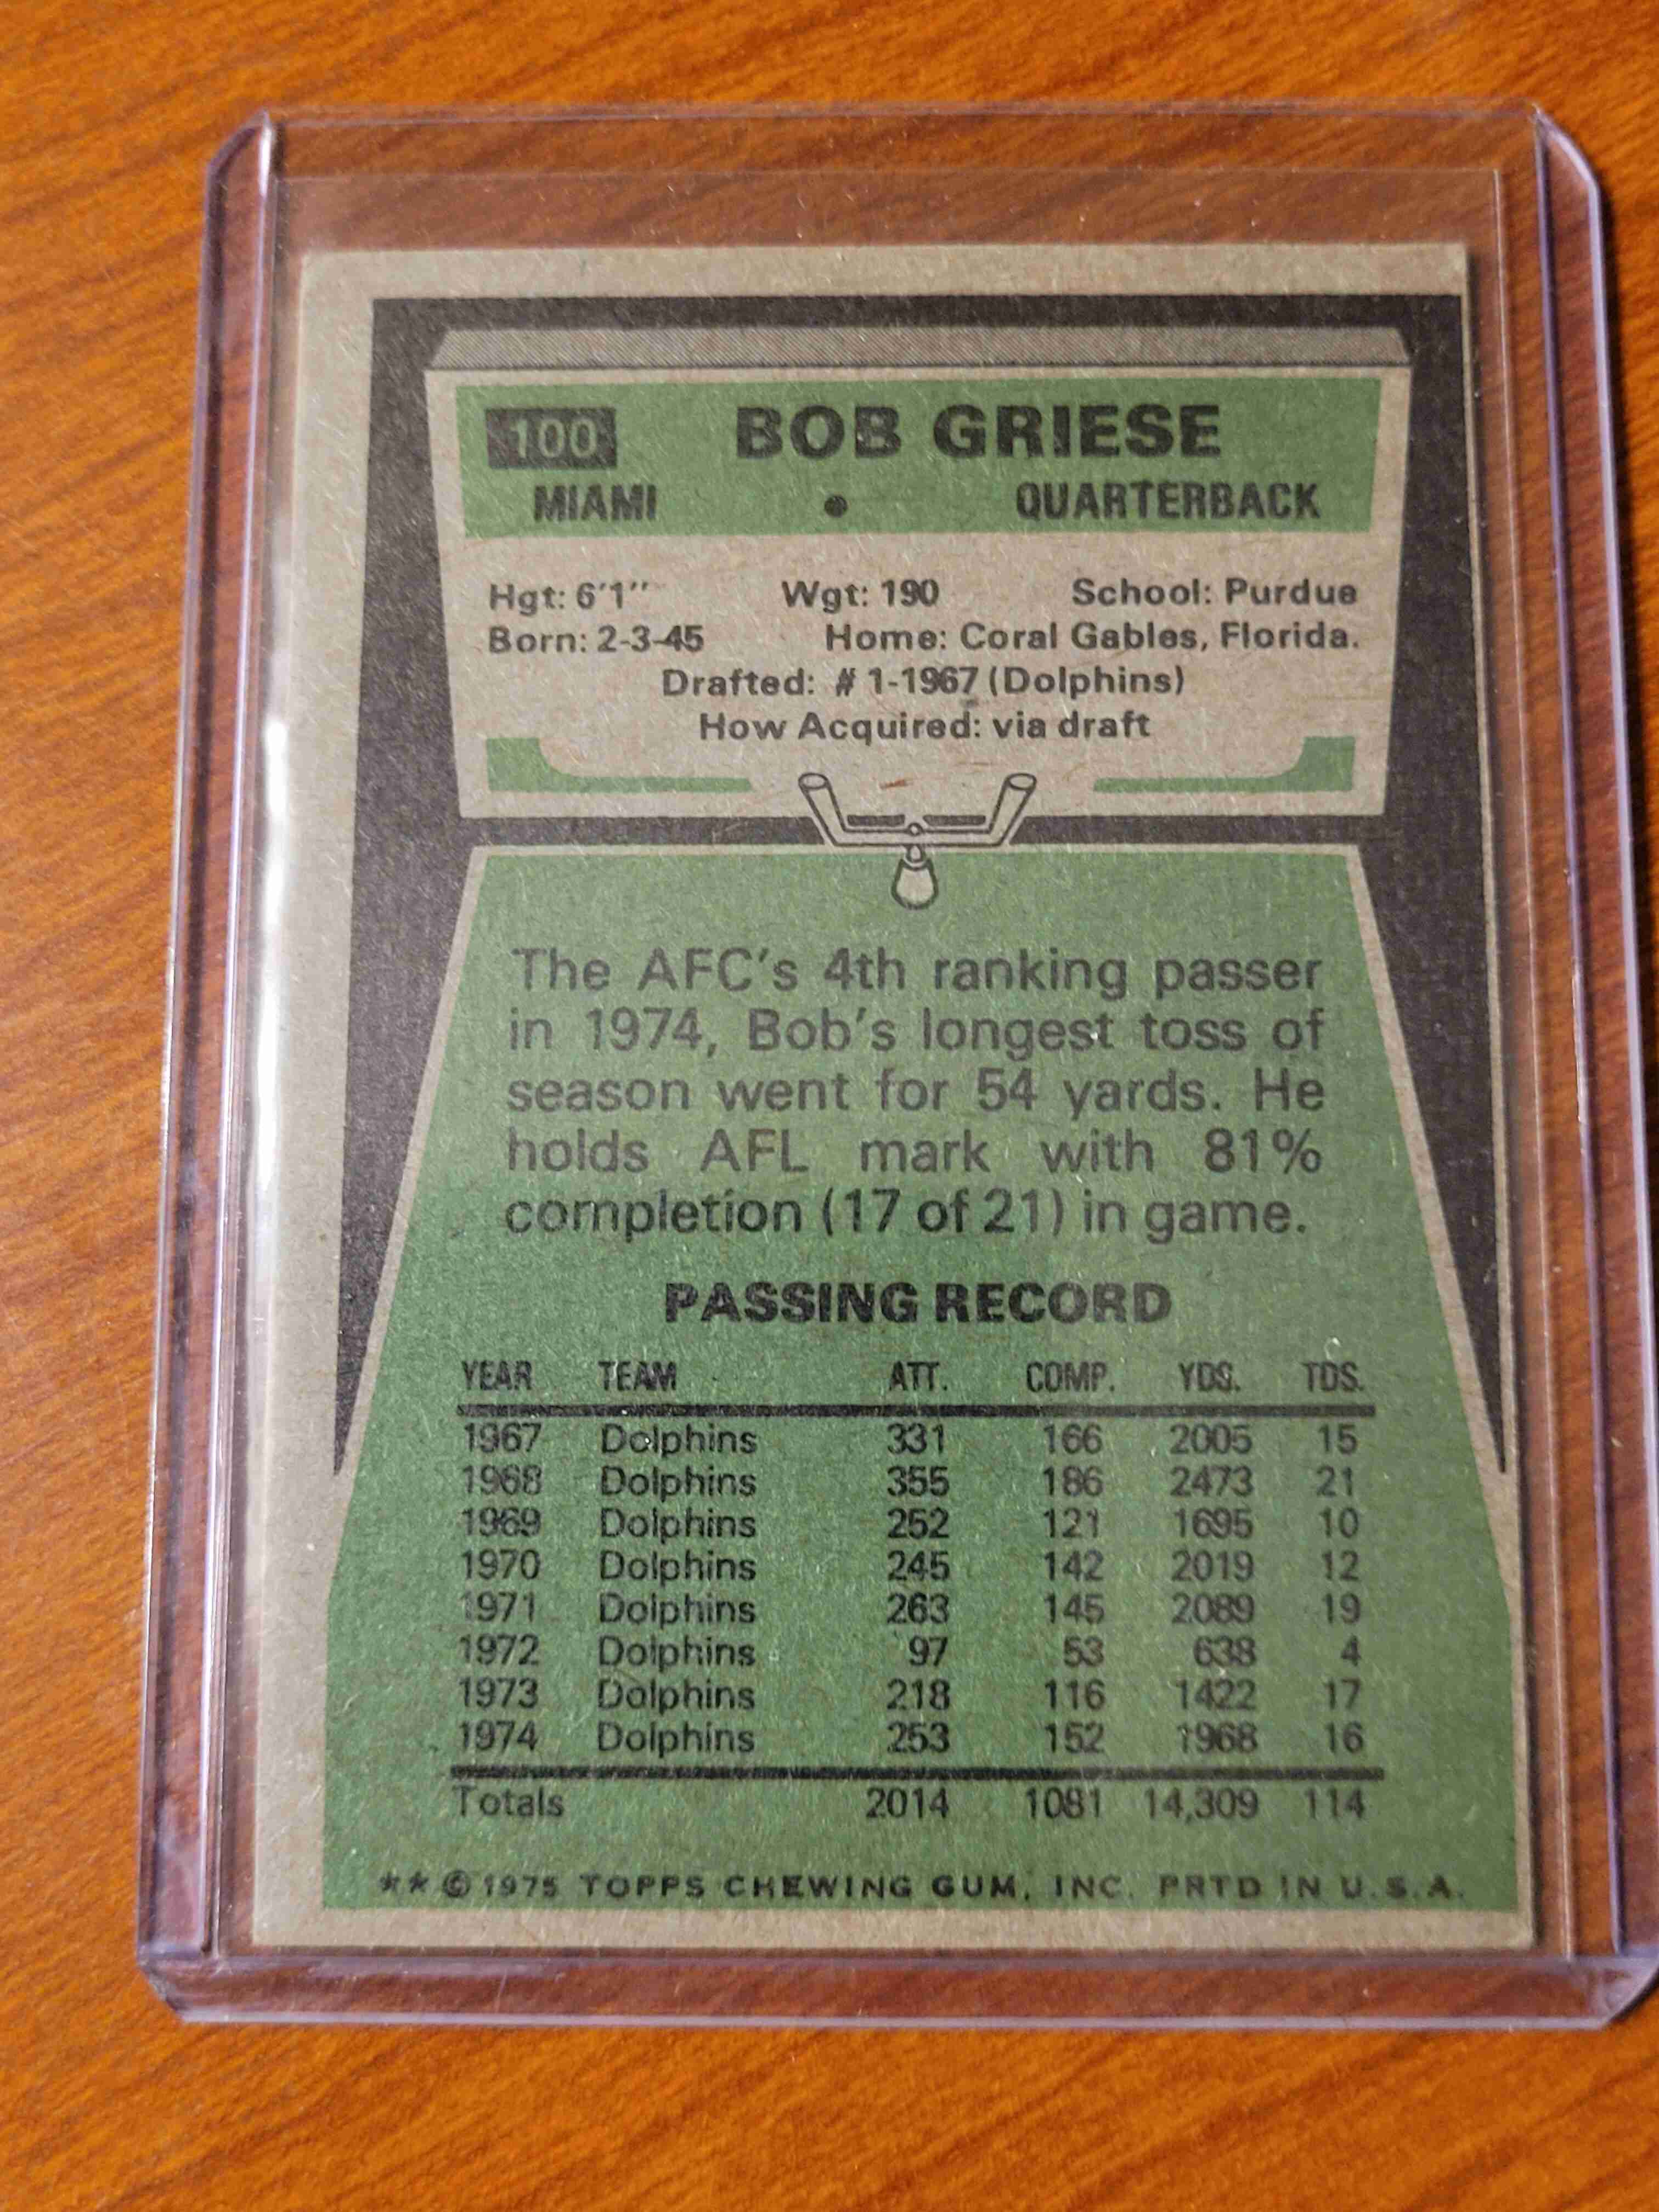 100 BOB GRIESE
MIAMI • QUARTERBACK
Hgt: 6'1" Wgt: 190 School: Purdue
Born: 2-3-45 Home: Coral Gables, Florida.
Drafted: # 1-1967 (Dolphins)
How Acquired: via draft
The AFC's 4th ranking passer
in 1974, Bob's longest toss of
season went for 54 yards. He
holds AFL mark with 81%
completion (17 of 21) in game.
PASSING RECORD
YEAR TEAM ATT. COMP. YDS. TDS.
1967 Dolphins 331 166 2005 15
1968 Dolphins 355 186 2473 21
1969 Dolphins 252 121 1695 10
1970 Dolphins 245 142 2019 12
1971 Dolphins 263 145 2089 19
1972 Dolphins 97 53 638 4
1973 Dolphins 218 116 1422 17
1974 Dolphins 253 152 1968 16
Totals 2014 1081 14,309 114
** © 1975 TOPPS CHEWING GUM, INC. PRTD IN U.S.A.